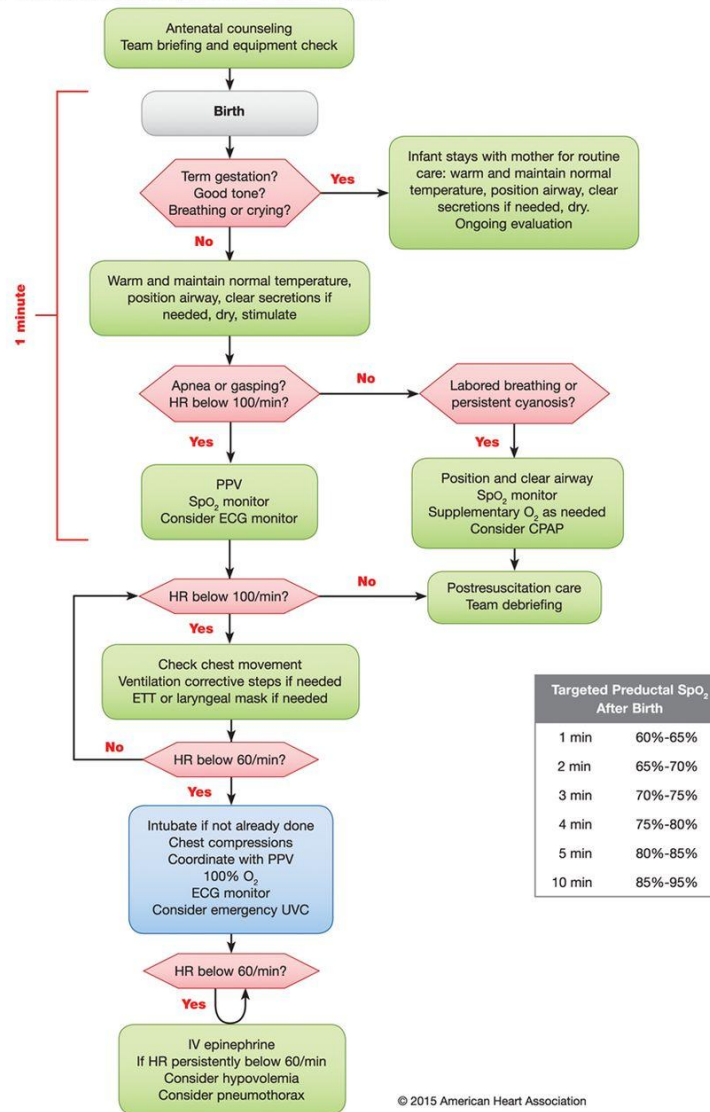 Antenatal counseling
Team briefing and equipment check
Birth
1 minute
Term gestation?
Good tone?
Breathing or crying?
Yes
Infant stays with mother for routine
care: warm and maintain normal
temperature, position airway, clear
secretions if needed, dry.
Ongoing evaluation
No
Warm and maintain normal temperature,
position airway, clear secretions if
needed, dry, stimulate
Apnea or gasping?
HR below 100/min?
No
Labored breathing or
persistent cyanosis?
Yes
Yes
PPV
SpO₂ monitor
Consider ECG monitor
Position and clear airway
SpO₂ monitor
Supplementary O₂ as needed
Consider CPAP
HR below 100/min?
No
Postresuscitation care
Team debriefing
Yes
Check chest movement
Ventilation corrective steps if needed
ETT or laryngeal mask if needed
No
HR below 60/min?
Yes
Intubate if not already done
Chest compressions
Coordinate with PPV
100% O₂
ECG monitor
Consider emergency UVC
HR below 60/min?
Yes
IV epinephrine
If HR persistently below 60/min
Consider hypovolemia
Consider pneumothorax
Targeted Preductal SpO₂
After Birth
1 min 60%-65%
2 min 65%-70%
3 min 70%-75%
4 min 75%-80%
5 min 80%-85%
10 min 85%-95%
© 2015 American Heart Association